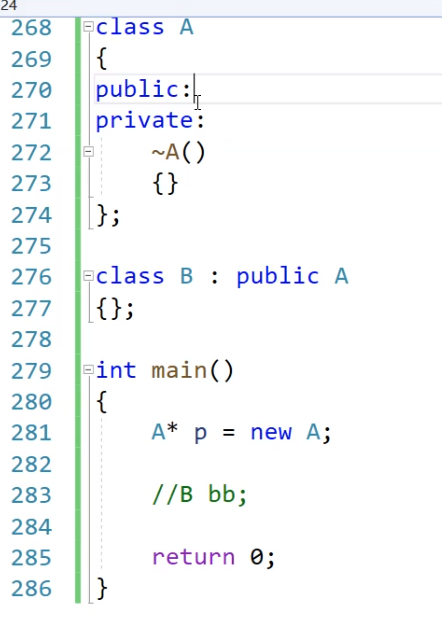 24
268 class A
269 {
270 public:
271 private:
272     ~A()
273     {}
274 };
275
276 class B : public A
277 {};
278
279 int main()
280 {
281     A* p = new A;
282
283     //B bb;
284
285     return 0;
286 }